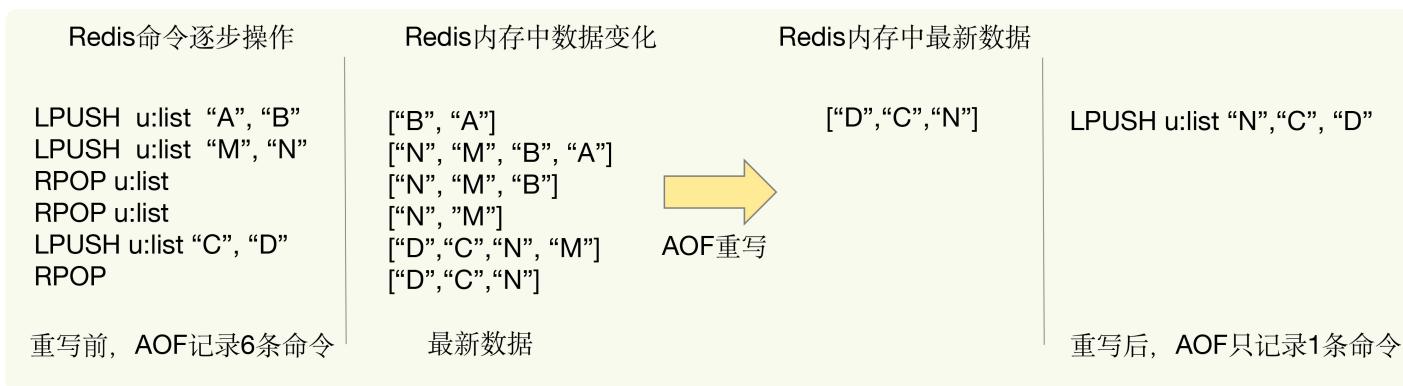 Redis命令逐步操作
LPUSH u:list “A”, “B”
LPUSH u:list “M”, “N”
RPOP u:list
RPOP u:list
LPUSH u:list “C”, “D”
RPOP
重写前，AOF记录6条命令
Redis内存中数据变化
[“B”, “A”]
[“N”, “M”, “B”, “A”]
[“N”, “M”, “B”]
[“N”, ”M”]
[“D”,“C”,“N”, “M”]
[“D”,“C”,“N”]
最新数据
AOF重写
Redis内存中最新数据
[“D”,“C”,“N”]
LPUSH u:list “N”,“C”, “D”
重写后，AOF只记录1条命令